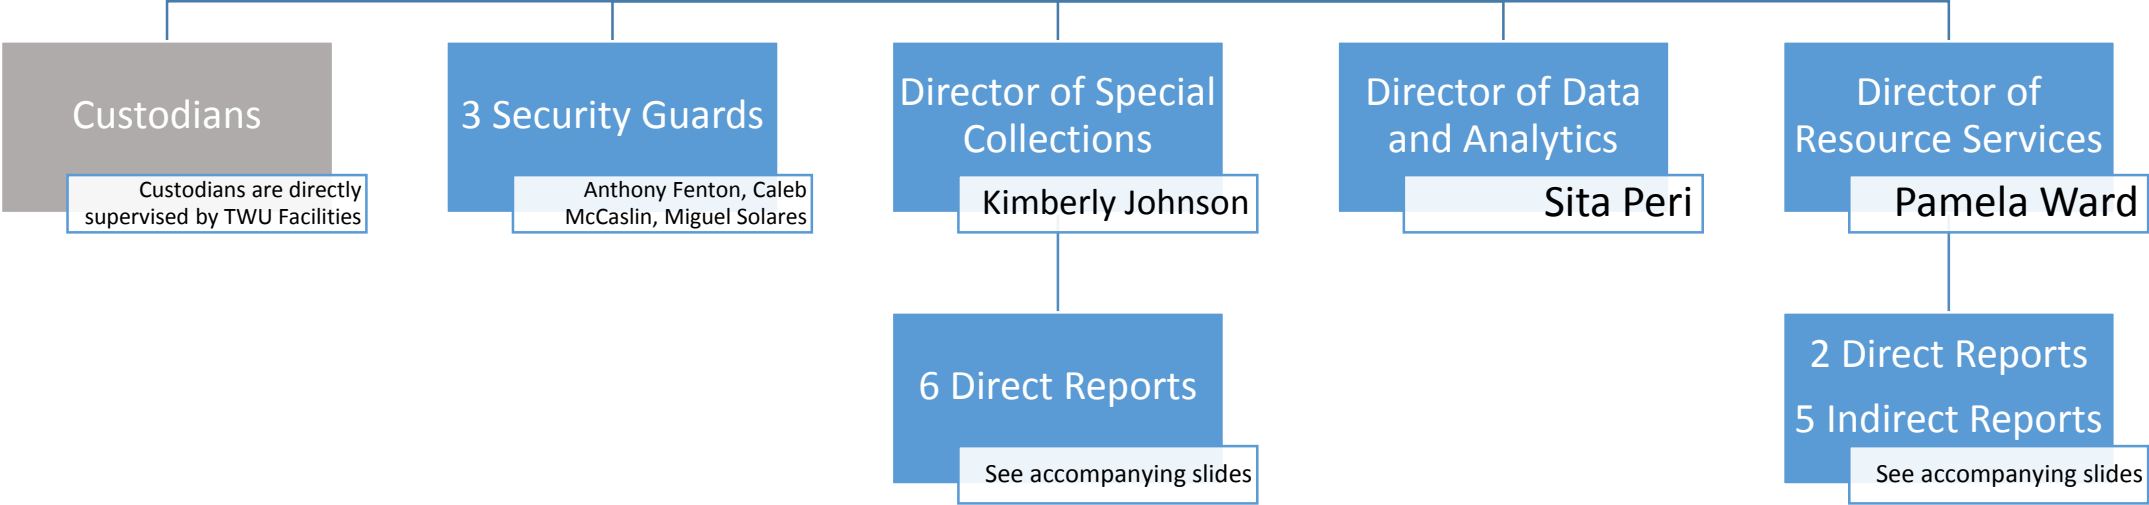 Custodians
Custodians are directly
supervised by TWU Facilities
3 Security Guards
Anthony Fenton, Caleb
McCaslin, Miguel Solares
Director of Special
Collections
Kimberly Johnson
Director of Data
and Analytics
Sita Peri
Director of
Resource Services
Pamela Ward
6 Direct Reports
See accompanying slides
2 Direct Reports
5 Indirect Reports
See accompanying slides